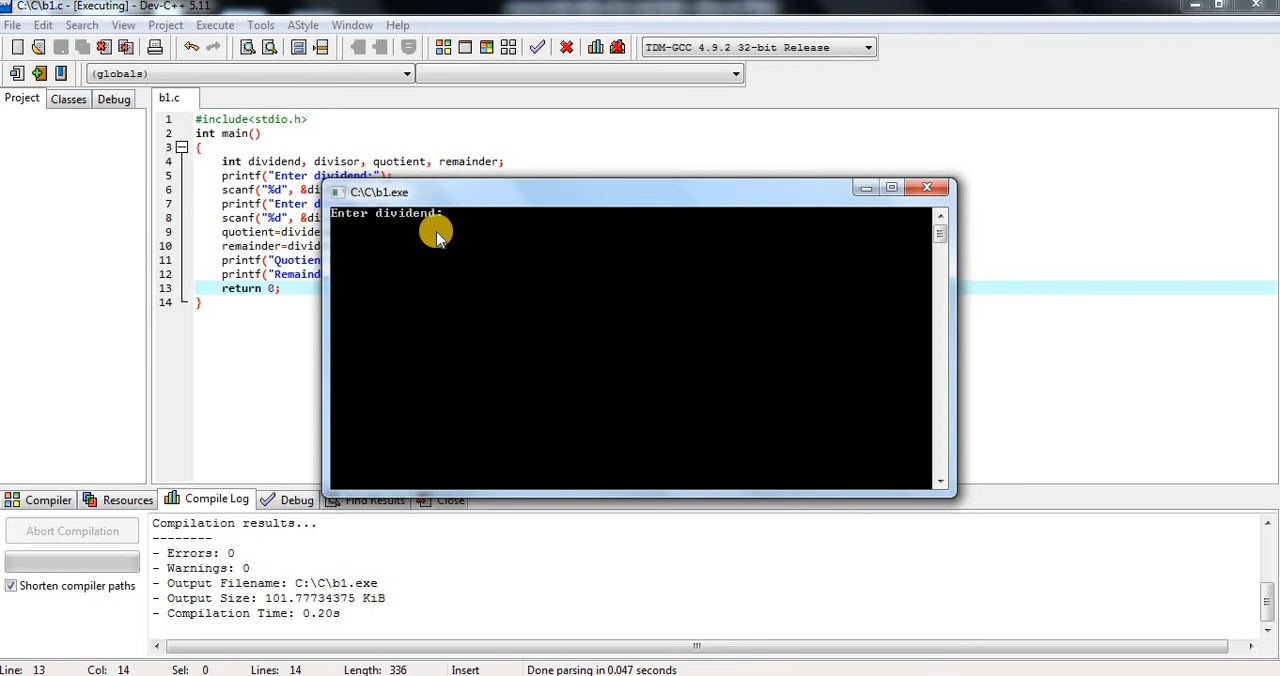 C:\C\b1.c - [Executing] - Dev-C++ 5.11
File Edit Search View Project Execute Tools AStyle Window Help
TDM-GCC 4.9.2 32-bit Release
(globals)
Project Classes Debug b1.c
1 #include<stdio.h>
2 int main()
3 {
4 int dividend, divisor, quotient, remainder;
5 printf("Enter dividend:");
6 scanf("%d", &di
7 printf("Enter d
8 scanf("%d", &di
9 quotient=divide
10 remainder=divid
11 printf("Quotien
12 printf("Remaind
13 return 0;
14 }
C:\C\b1.exe
Enter dividend:
Compiler Resources Compile Log Debug Find Results Close
Abort Compilation
Shorten compiler paths
Compilation results...
--------
- Errors: 0
- Warnings: 0
- Output Filename: C:\C\b1.exe
- Output Size: 101.77734375 KiB
- Compilation Time: 0.20s
Line: 13 Col: 14 Sel: 0 Lines: 14 Length: 336 Insert Done parsing in 0.047 seconds